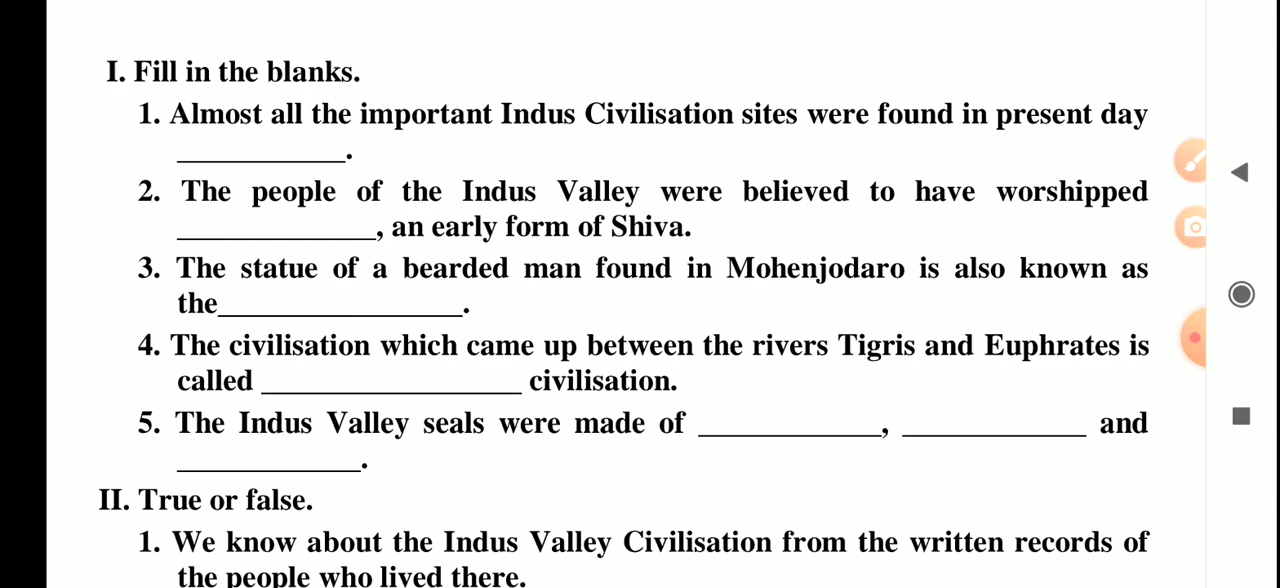 I. Fill in the blanks.
1. Almost all the important Indus Civilisation sites were found in present day
___________.
2. The people of the Indus Valley were believed to have worshipped
_____________, an early form of Shiva.
3. The statue of a bearded man found in Mohenjodaro is also known as
the________________.
4. The civilisation which came up between the rivers Tigris and Euphrates is
called _________________ civilisation.
5. The Indus Valley seals were made of ____________, ____________ and
____________.
II. True or false.
1. We know about the Indus Valley Civilisation from the written records of
the people who lived there.